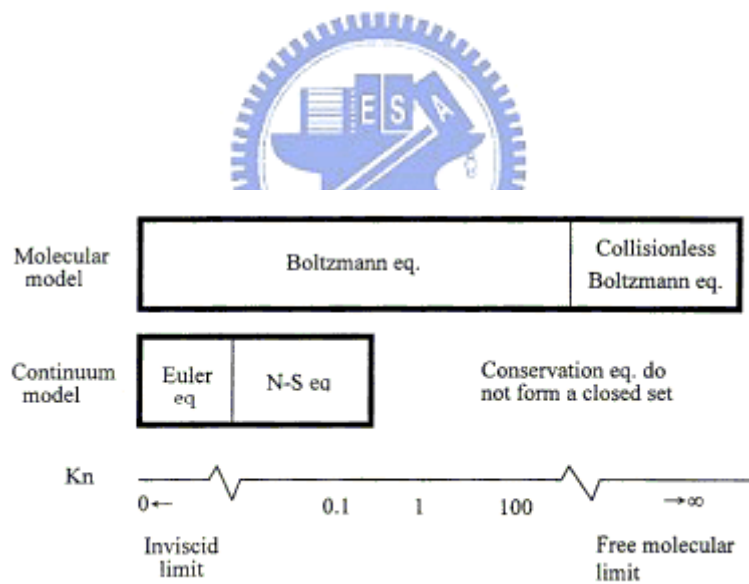 E S A
Molecular
model
Boltzmann eq.
Collisionless
Boltzmann eq.
Continuum
model
Euler
eq
N-S eq
Conservation eq. do
not form a closed set
Kn
0← 0.1 1 100 →∞
Inviscid
limit
Free molecular
limit